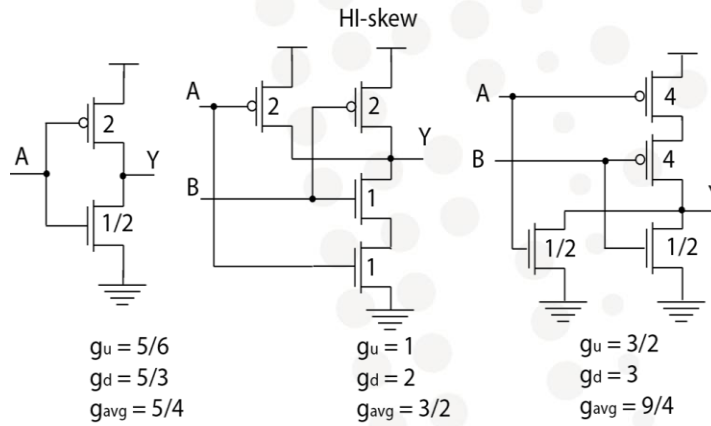 HI-skew
A
2
Y
1/2
gu = 5/6
gd = 5/3
gavg = 5/4
A
2
2
Y
B
1
1
gu = 1
gd = 2
gavg = 3/2
A
4
B
4
Y
1/2
1/2
gu = 3/2
gd = 3
gavg = 9/4